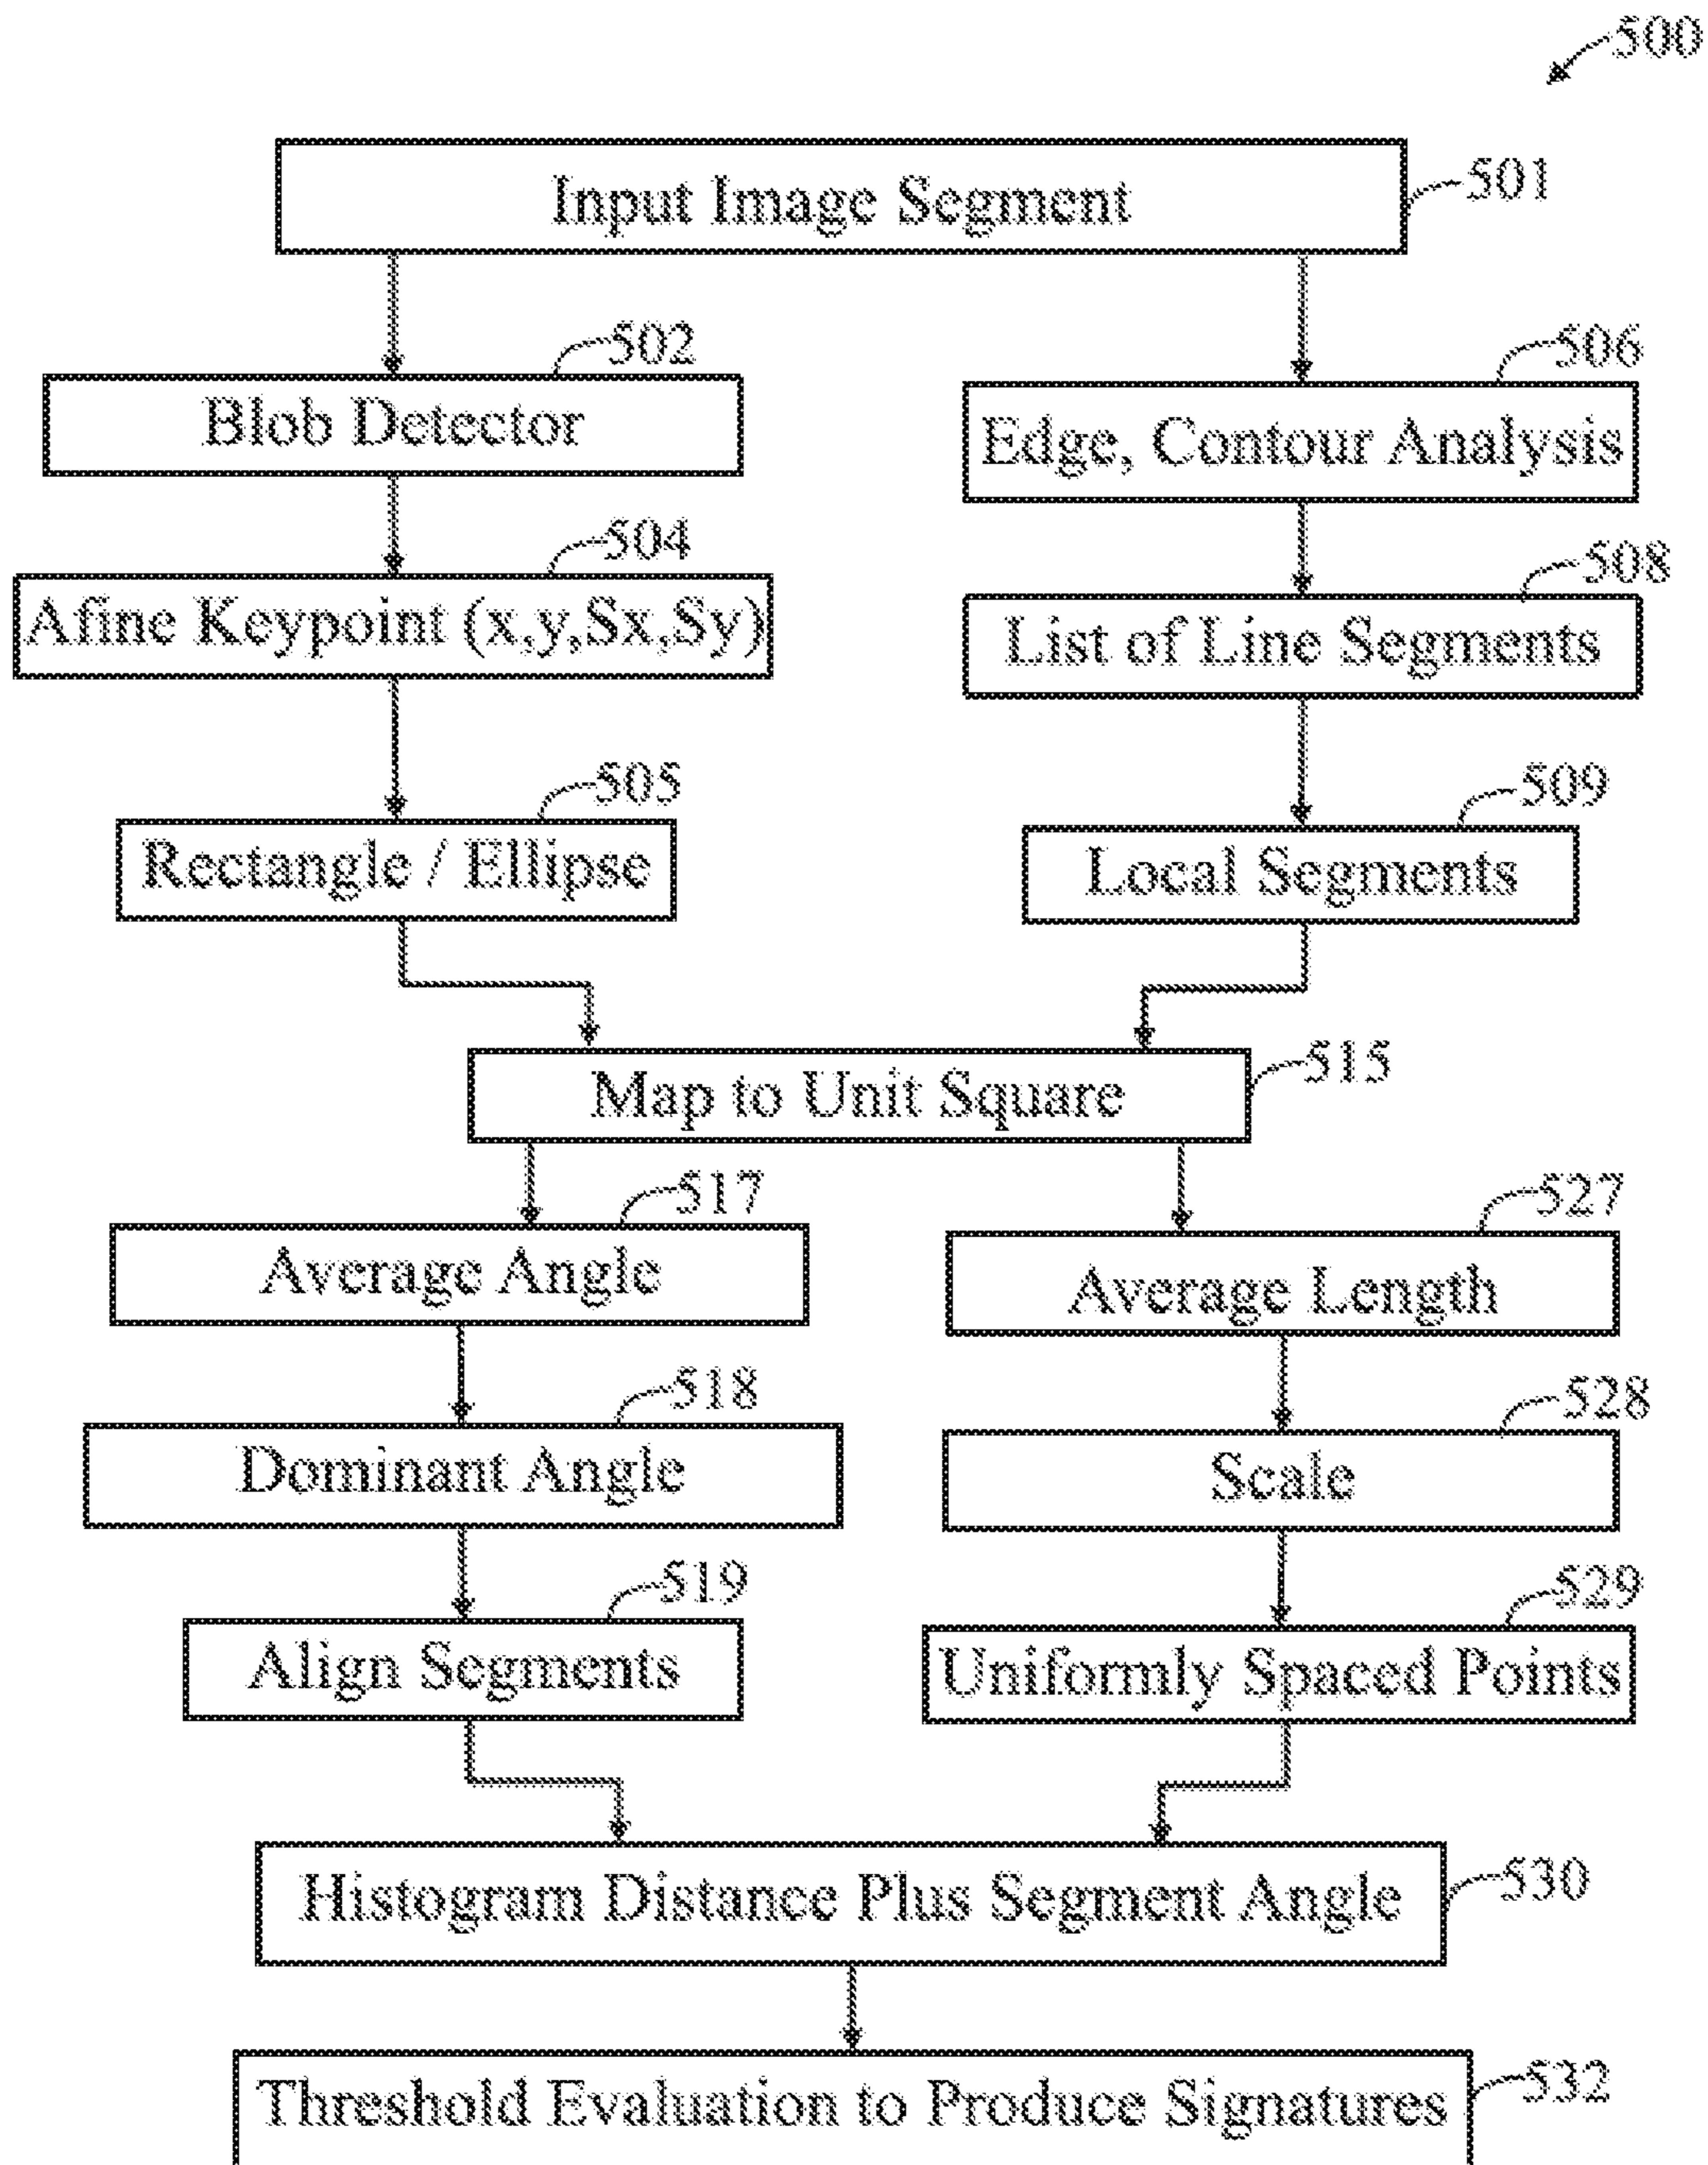 500
Input Image Segment
501
502
Blob Detector
506
Edge, Contour Analysis
504
Afine Keypoint (x,y,Sx,Sy)
508
List of Line Segments
505
Rectangle / Ellipse
509
Local Segments
Map to Unit Square
515
517
Average Angle
527
Average Length
518
Dominant Angle
528
Scale
519
Align Segments
529
Uniformly Spaced Points
Histogram Distance Plus Segment Angle
530
Threshold Evaluation to Produce Signatures
532